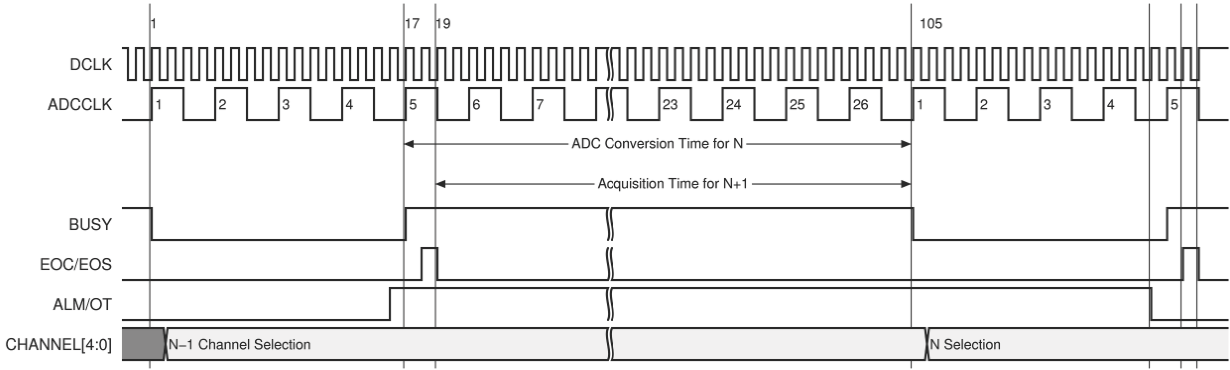 1 17 19 105
DCLK
ADCCLK 1 2 3 4 5 6 7 23 24 25 26 1 2 3 4 5
ADC Conversion Time for N
Acquisition Time for N+1
BUSY
EOC/EOS
ALM/OT
CHANNEL[4:0] N–1 Channel Selection N Selection